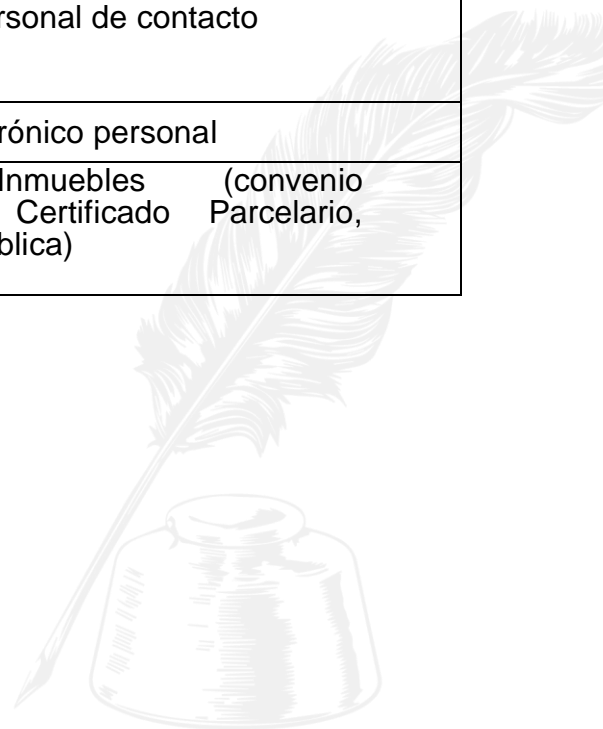 rsonal de contacto
rónico personal
Inmuebles (convenio
Certificado Parcelario,
blica)